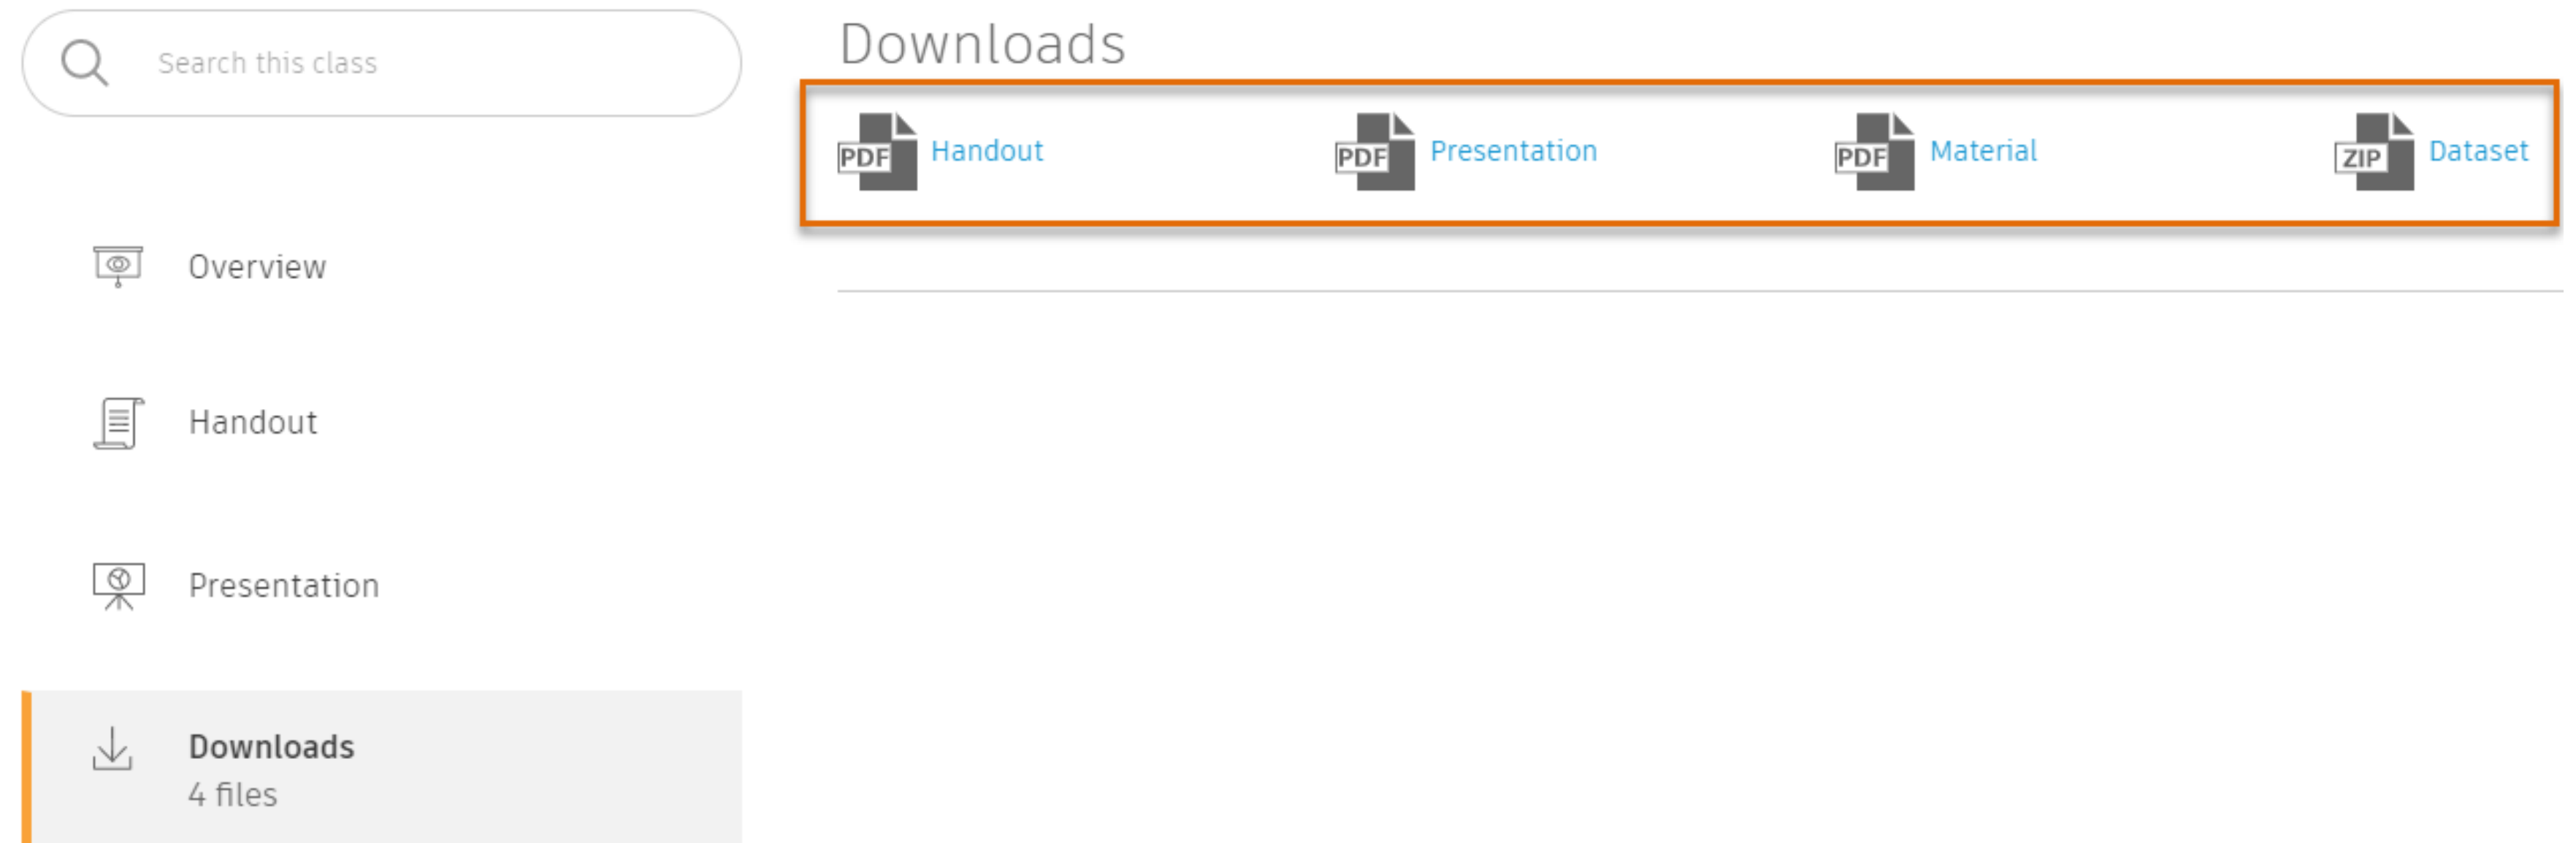 Search this class
Overview
Handout
Presentation
Downloads
4 files
Downloads
PDF Handout
PDF Presentation
PDF Material
ZIP Dataset